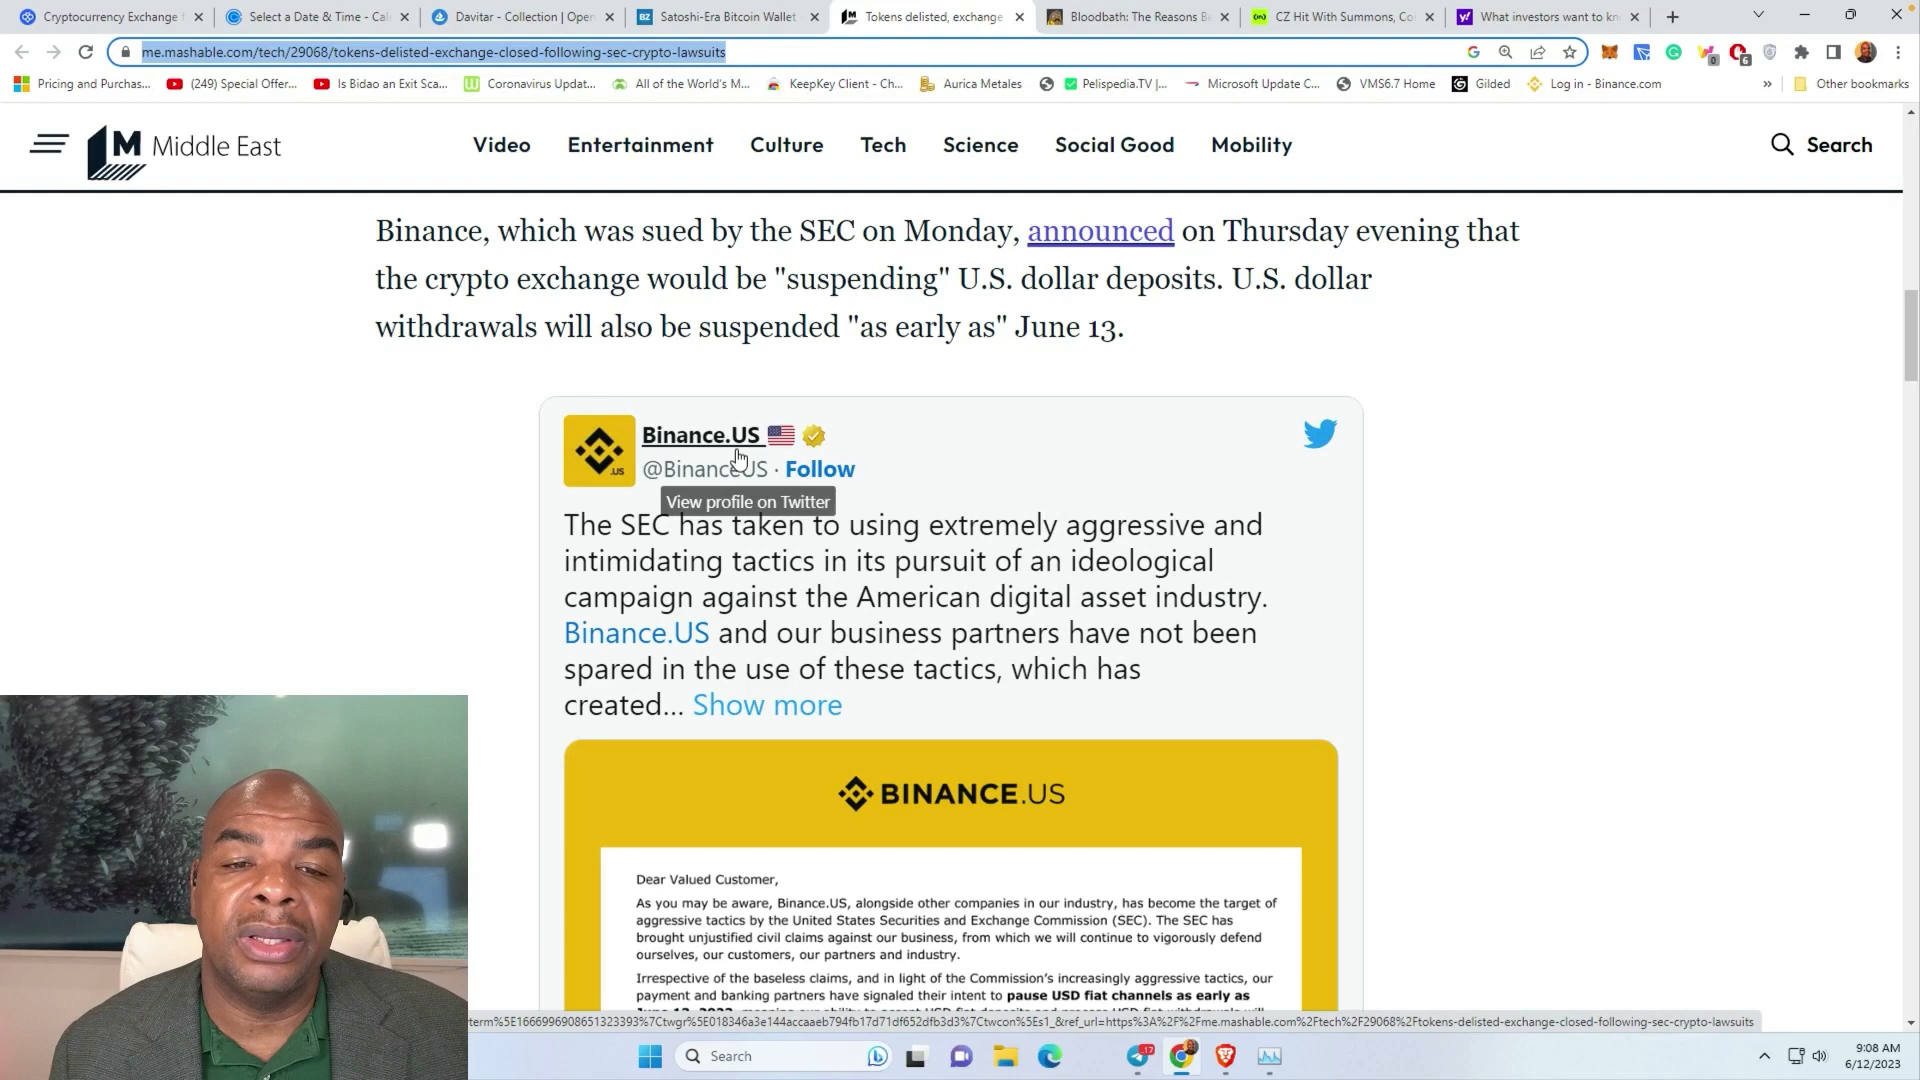 Cryptocurrency Exchange f
Select a Date & Time - Cal
Davitar - Collection | Open
Satoshi-Era Bitcoin Wallet
Tokens delisted, exchange
Bloodbath: The Reasons Be
CZ Hit With Summons, Co
What investors want to kn
me.mashable.com/tech/29068/tokens-delisted-exchange-closed-following-sec-crypto-lawsuits
Pricing and Purchas...
(249) Special Offer...
Is Bidao an Exit Sca...
Coronavirus Updat...
All of the World's M...
KeepKey Client - Ch...
Aurica Metales
Pelispedia.TV |...
Microsoft Update C...
VMS6.7 Home
Gilded
Log in - Binance.com
»
Other bookmarks
M Middle East
Video
Entertainment
Culture
Tech
Science
Social Good
Mobility
Search
Binance, which was sued by the SEC on Monday, announced on Thursday evening that
the crypto exchange would be "suspending" U.S. dollar deposits. U.S. dollar
withdrawals will also be suspended "as early as" June 13.
.US
Binance.US
@BinanceUS · Follow
View profile on Twitter
The SEC has taken to using extremely aggressive and
intimidating tactics in its pursuit of an ideological
campaign against the American digital asset industry.
Binance.US and our business partners have not been
spared in the use of these tactics, which has
created... Show more
BINANCE.US
Dear Valued Customer,
As you may be aware, Binance.US, alongside other companies in our industry, has become the target of
aggressive tactics by the United States Securities and Exchange Commission (SEC). The SEC has
brought unjustified civil claims against our business, from which we will continue to vigorously defend
ourselves, our customers, our partners and industry.
Irrespective of the baseless claims, and in light of the Commission's increasingly aggressive tactics, our
payment and banking partners have signaled their intent to pause USD fiat channels as early as
Search
17
9:08 AM
6/12/2023